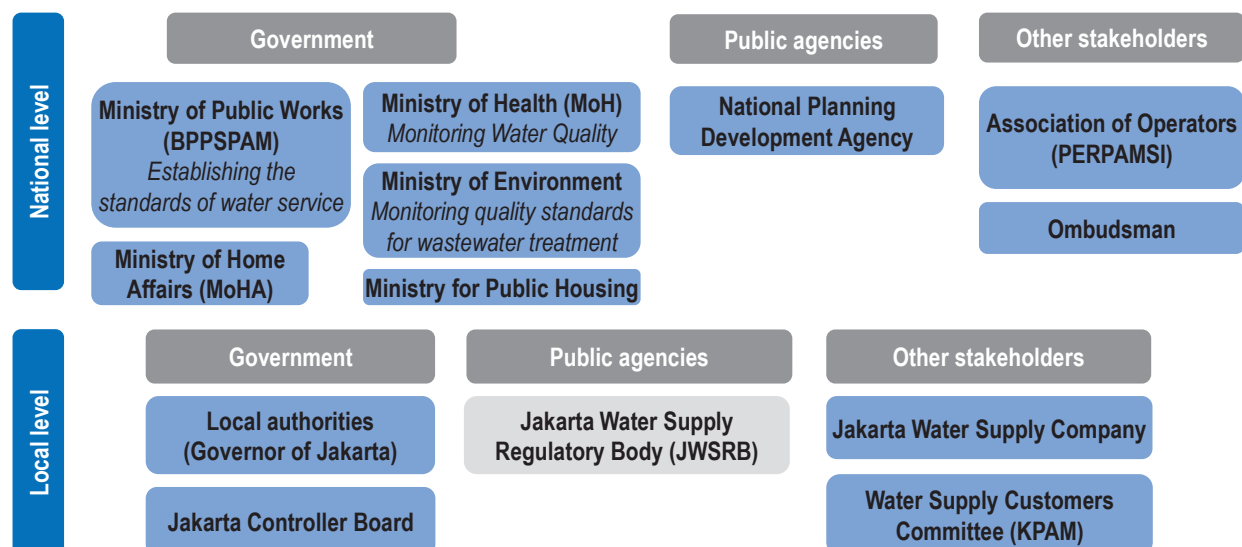 National level
Government
Public agencies
Other stakeholders
Ministry of Public Works
(BPPSPAM)
Establishing the
standards of water service
Ministry of Health (MoH)
Monitoring Water Quality
National Planning
Development Agency
Association of Operators
(PERPAMSI)
Ministry of Environment
Monitoring quality standards
for wastewater treatment
Ombudsman
Ministry of Home
Affairs (MoHA)
Ministry for Public Housing
Local level
Government
Public agencies
Other stakeholders
Local authorities
(Governor of Jakarta)
Jakarta Water Supply
Regulatory Body (JWSRB)
Jakarta Water Supply Company
Jakarta Controller Board
Water Supply Customers
Committee (KPAM)